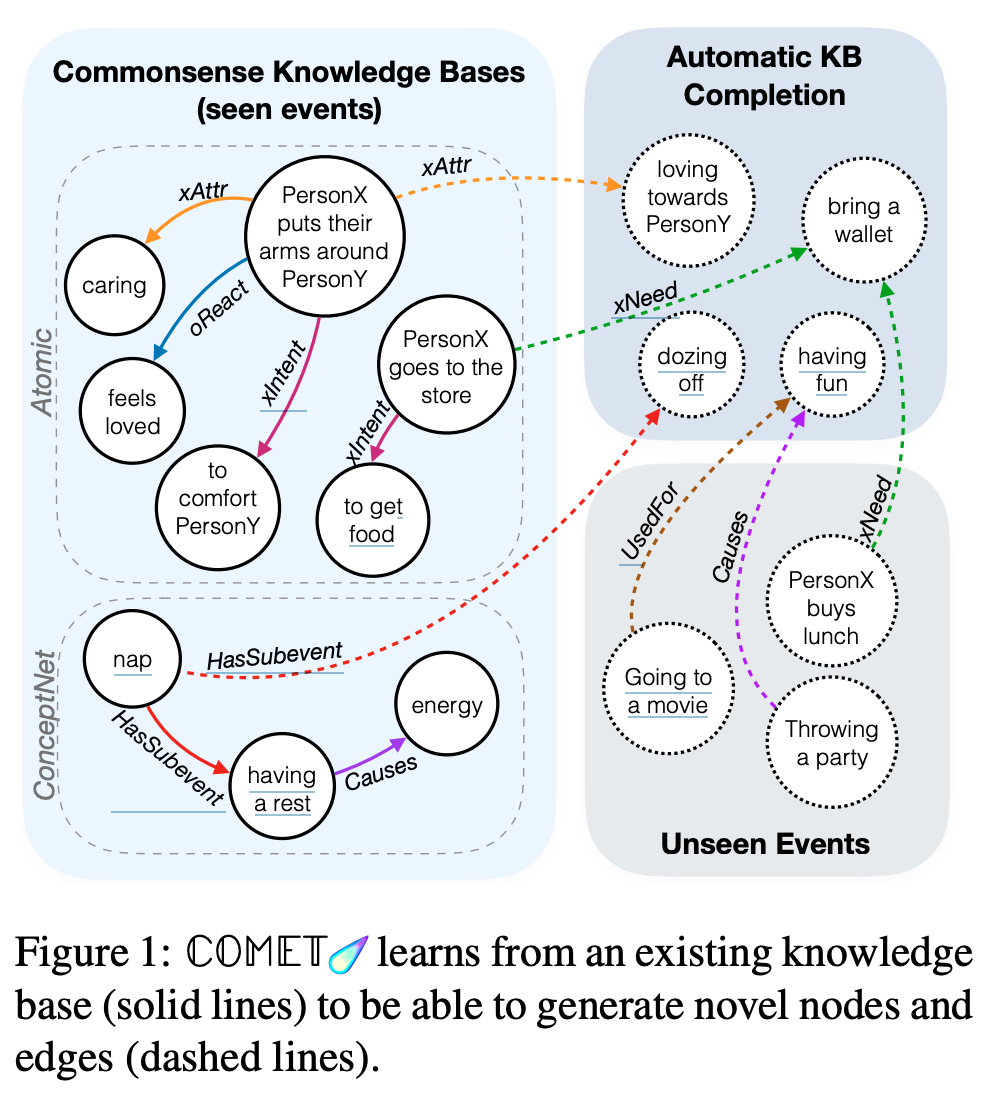 Commonsense Knowledge Bases
(seen events)
Atomic
xAttr
PersonX
puts their
arms around
PersonY
caring
oReact
feels
loved
xIntent
to
comfort
PersonY
PersonX
goes to the
store
xIntent
to get
food
ConceptNet
nap
HasSubevent
HasSubevent
having
a rest
Causes
energy
Automatic KB
Completion
xAttr
loving
towards
PersonY
bring a
wallet
xNeed
dozing
off
having
fun
UsedFor
Causes
xNeed
PersonX
buys
lunch
Going to
a movie
Throwing
a party
Unseen Events
Figure 1: ℂ𝕆𝕄𝔼𝕋 learns from an existing knowledge
base (solid lines) to be able to generate novel nodes and
edges (dashed lines).